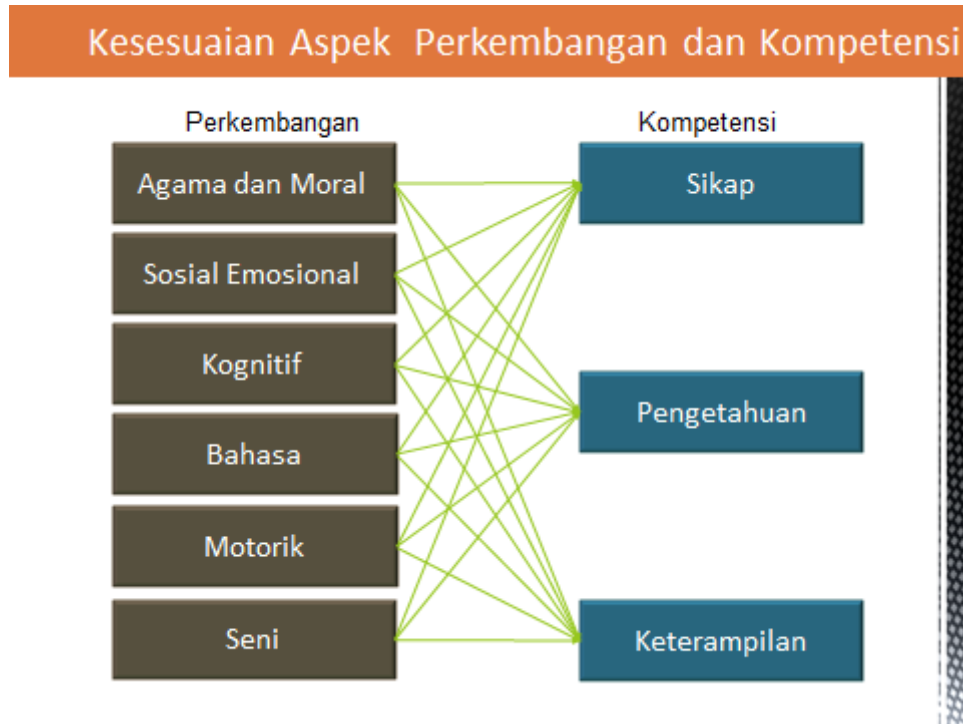 Kesesuaian Aspek Perkembangan dan Kompetensi
Perkembangan
Agama dan Moral
Sosial Emosional
Kognitif
Bahasa
Motorik
Seni
Kompetensi
Sikap
Pengetahuan
Keterampilan